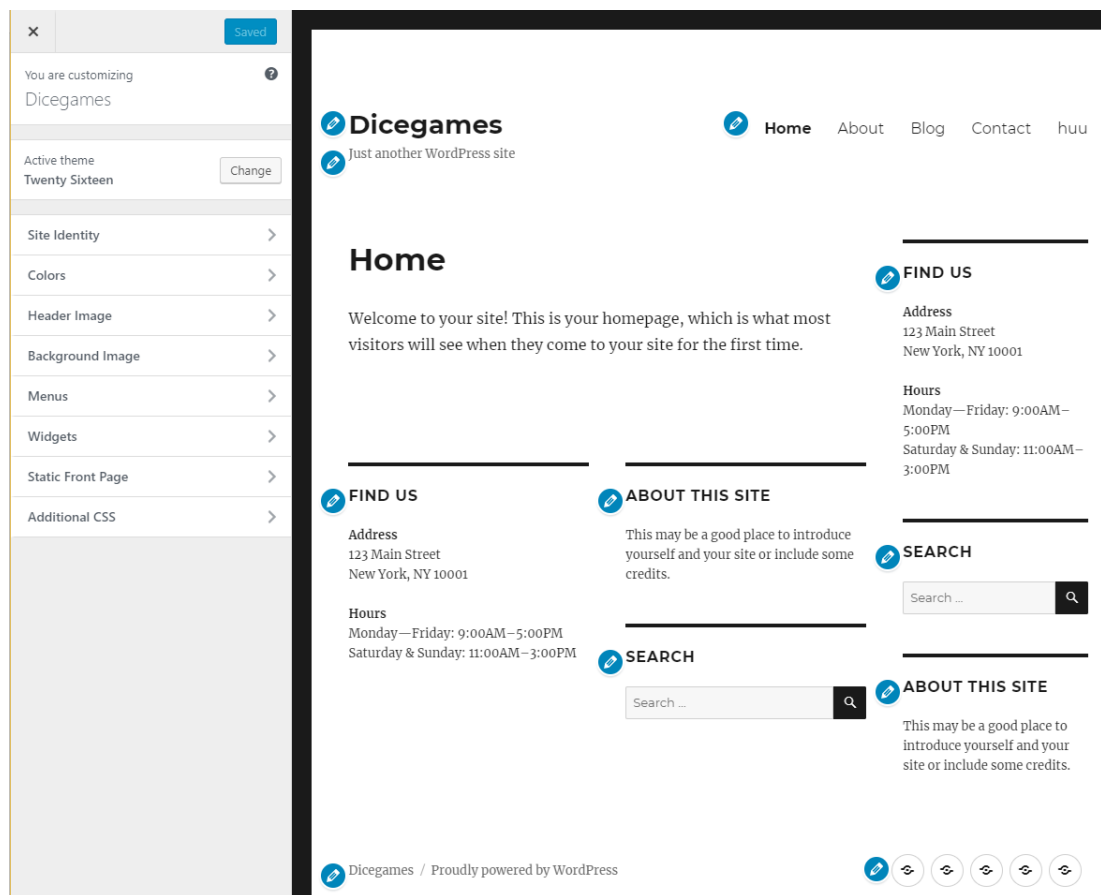 Saved
You are customizing
Dicegames
Active theme
Twenty Sixteen
Change
Site Identity
Colors
Header Image
Background Image
Menus
Widgets
Static Front Page
Additional CSS
Dicegames
Just another WordPress site
Home About Blog Contact huu
Home
Welcome to your site! This is your homepage, which is what most
visitors will see when they come to your site for the first time.
FIND US
Address
123 Main Street
New York, NY 10001
Hours
Monday—Friday: 9:00AM–5:00PM
Saturday & Sunday: 11:00AM–3:00PM
ABOUT THIS SITE
This may be a good place to introduce
yourself and your site or include some
credits.
SEARCH
Search …
FIND US
Address
123 Main Street
New York, NY 10001
Hours
Monday—Friday: 9:00AM–
5:00PM
Saturday & Sunday: 11:00AM–
3:00PM
SEARCH
Search …
ABOUT THIS SITE
This may be a good place to
introduce yourself and your
site or include some credits.
Dicegames / Proudly powered by WordPress